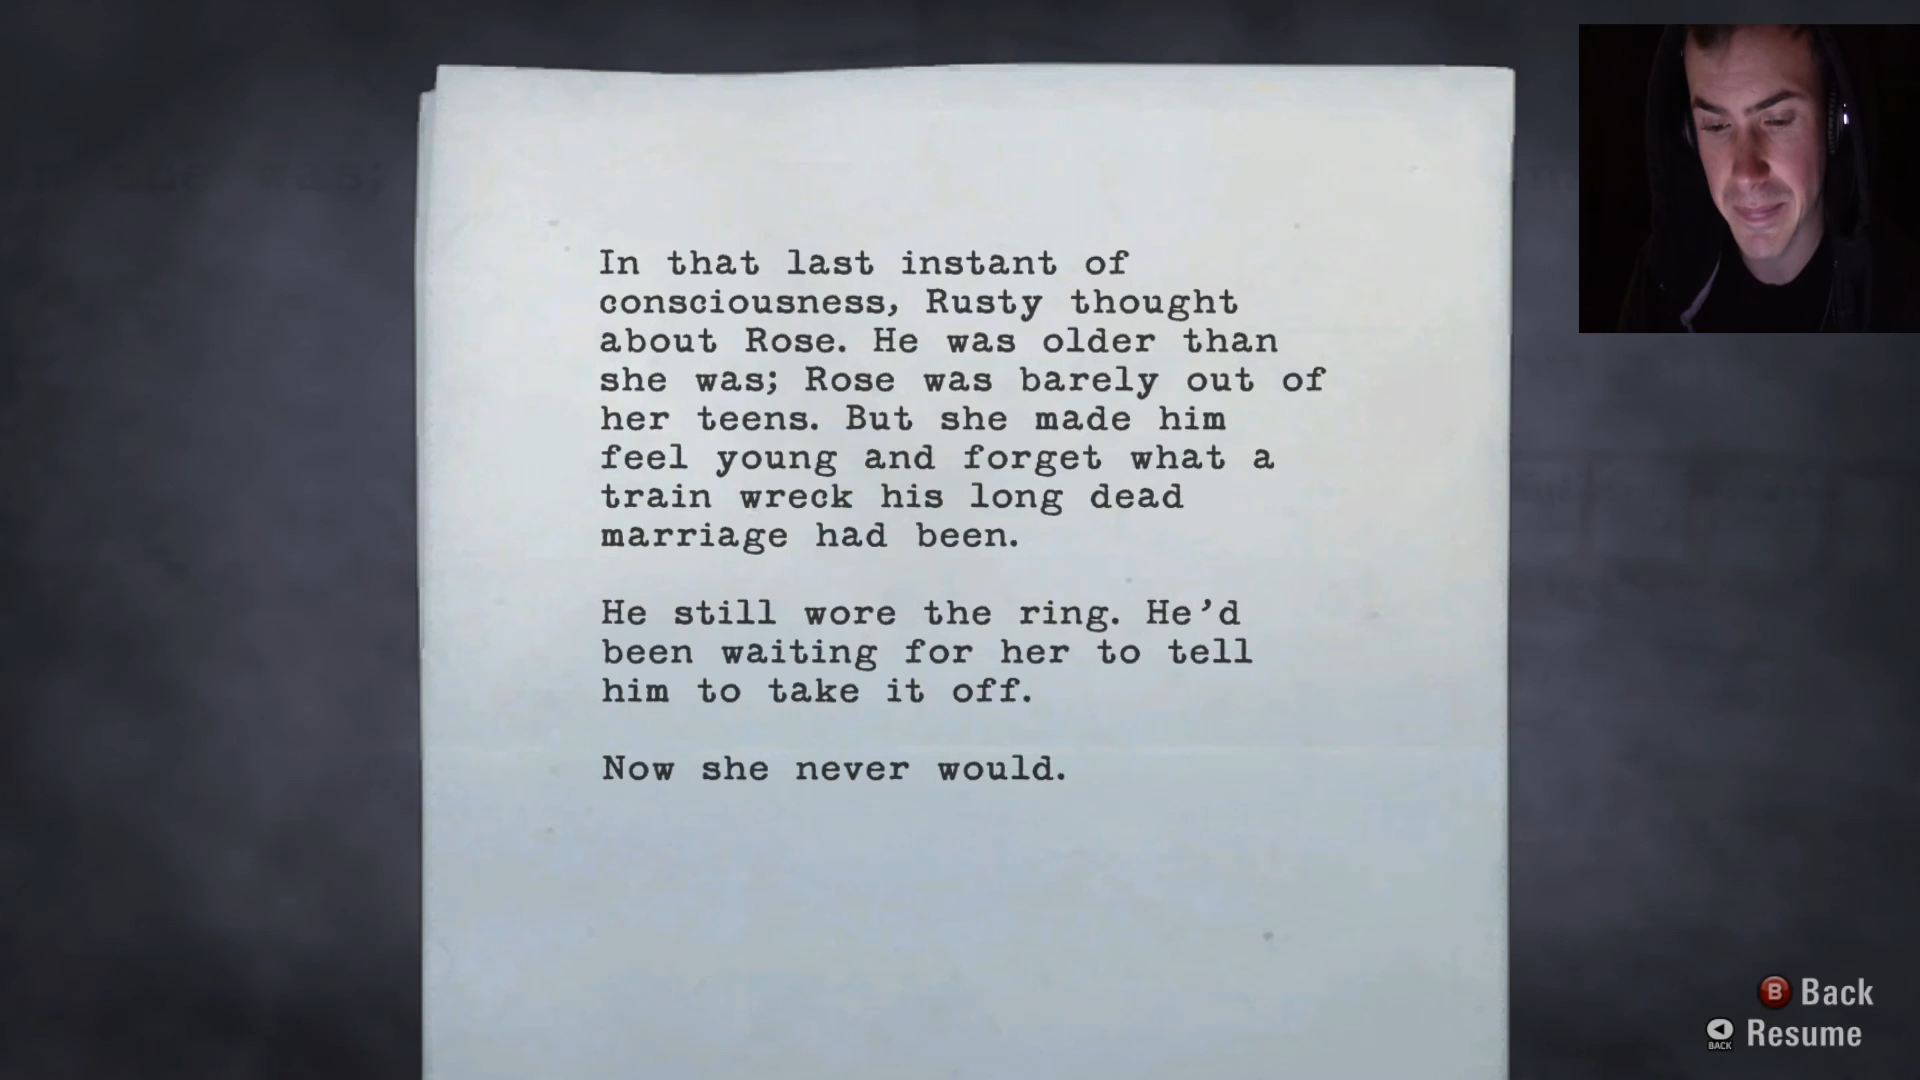 In that last instant of
consciousness, Rusty thought
about Rose. He was older than
she was; Rose was barely out of
her teens. But she made him
feel young and forget what a
train wreck his long dead
marriage had been.
He still wore the ring. He’d
been waiting for her to tell
him to take it off.
Now she never would.
B Back
BACK Resume